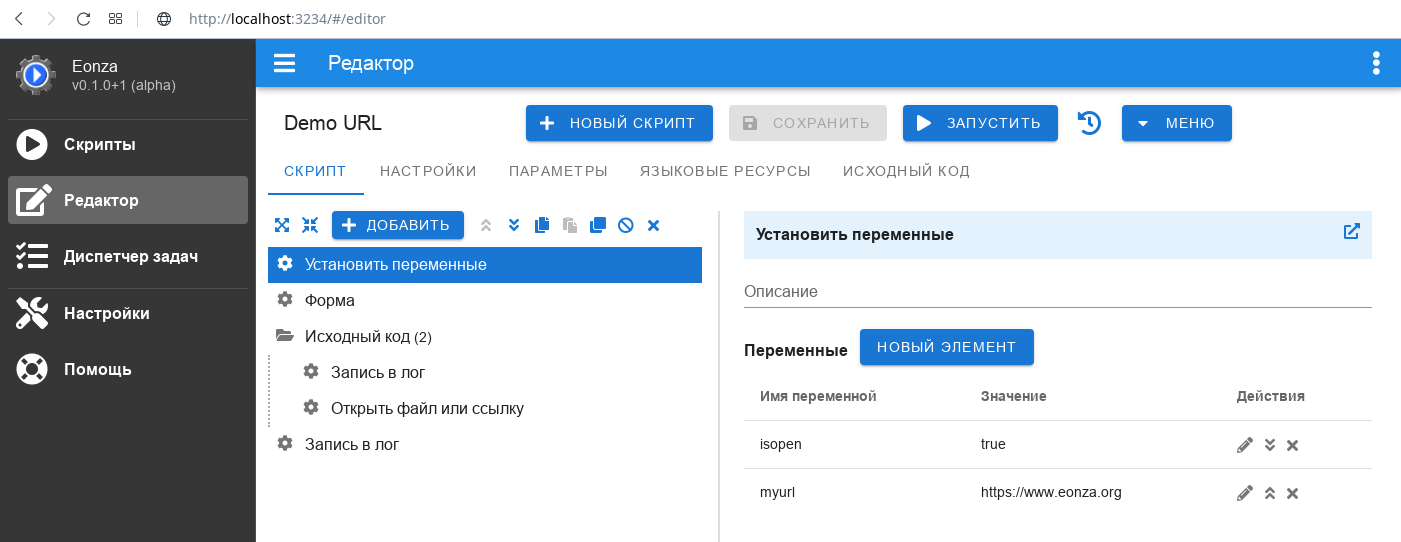 http://localhost:3234/#/editor
Eonza
v0.1.0+1 (alpha)
Скрипты
Редактор
Диспетчер задач
Настройки
Помощь
Редактор
Demo URL
НОВЫЙ СКРИПТ
СОХРАНИТЬ
ЗАПУСТИТЬ
МЕНЮ
СКРИПТ НАСТРОЙКИ ПАРАМЕТРЫ ЯЗЫКОВЫЕ РЕСУРСЫ ИСХОДНЫЙ КОД
ДОБАВИТЬ
Установить переменные
Форма
Исходный код (2)
Запись в лог
Открыть файл или ссылку
Запись в лог
Установить переменные
Описание
Переменные НОВЫЙ ЭЛЕМЕНТ
Имя переменной Значение Действия
isopen true
myurl https://www.eonza.org